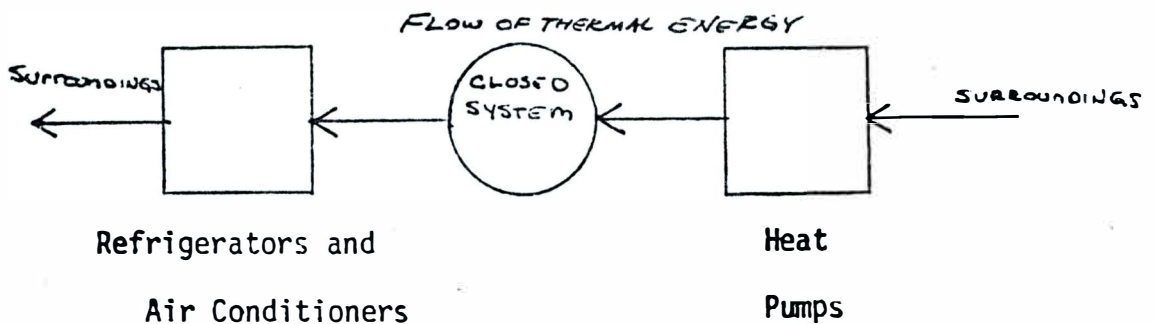 FLOW OF THERMAL ENERGY
SURROUNDINGS
CLOSED
SYSTEM
SURROUNDINGS
Refrigerators and
Air Conditioners
Heat
Pumps